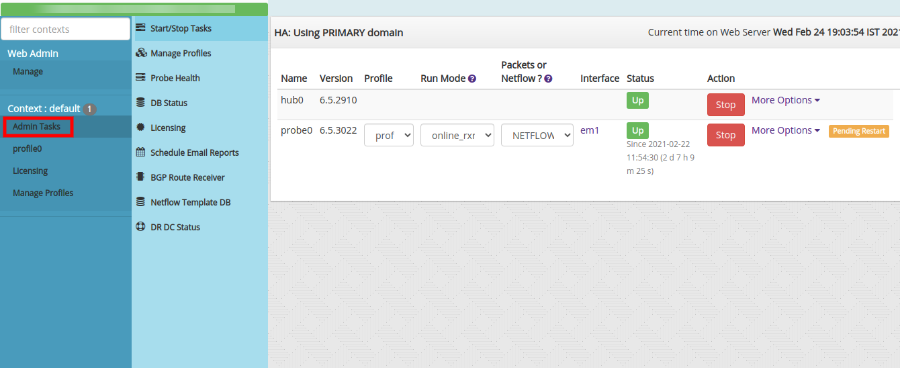 filter contexts
Web Admin
Manage
Context : default 1
Admin Tasks
profile0
Licensing
Manage Profiles
Start/Stop Tasks
Manage Profiles
Probe Health
DB Status
Licensing
Schedule Email Reports
BGP Route Receiver
Netflow Template DB
DR DC Status
HA: Using PRIMARY domain
Current time on Web Server Wed Feb 24 19:03:54 IST 2021
Name Version Profile Run Mode ? Packets or Netflow ? ? Interface Status Action
hub0 6.5.2910 Up Stop More Options
probe0 6.5.3022 prof online_rxr NETFLOW em1 Up Stop More Options Pending Restart
Since 2021-02-22
11:54:30 (2 d 7 h 9
m 25 s)